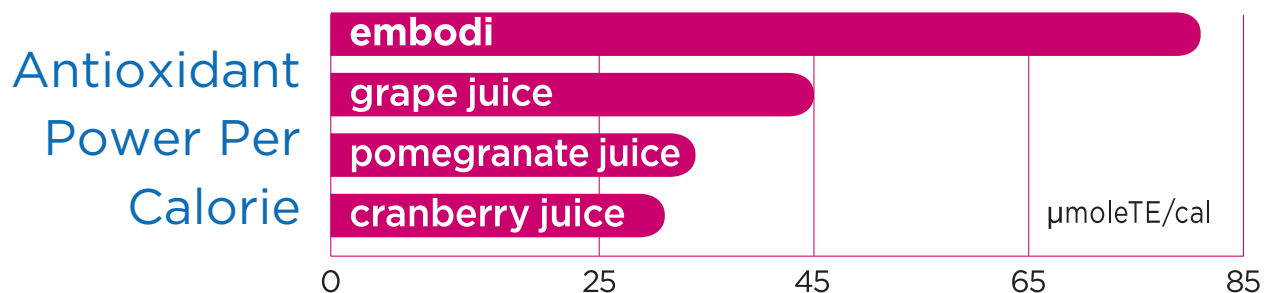 Antioxidant
Power Per
Calorie
embodi
grape juice
pomegranate juice
cranberry juice
µmoleTE/cal
0 25 45 65 85